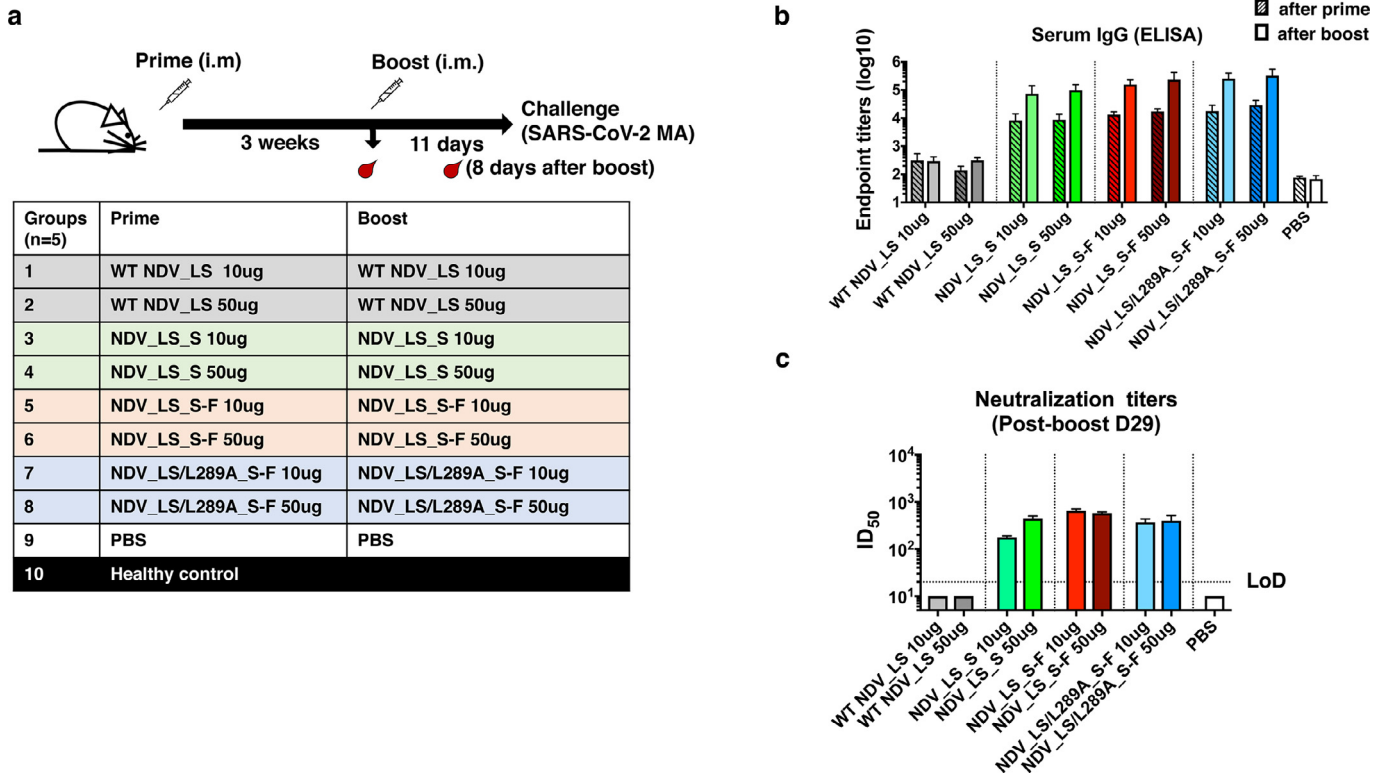 a
Prime (i.m)
Boost (i.m.)
3 weeks
11 days
Challenge
(SARS-CoV-2 MA)
(8 days after boost)
Groups (n=5) Prime Boost
1 WT NDV_LS 10ug WT NDV_LS 10ug
2 WT NDV_LS 50ug WT NDV_LS 50ug
3 NDV_LS_S 10ug NDV_LS_S 10ug
4 NDV_LS_S 50ug NDV_LS_S 50ug
5 NDV_LS_S-F 10ug NDV_LS_S-F 10ug
6 NDV_LS_S-F 50ug NDV_LS_S-F 50ug
7 NDV_LS/L289A_S-F 10ug NDV_LS/L289A_S-F 10ug
8 NDV_LS/L289A_S-F 50ug NDV_LS/L289A_S-F 50ug
9 PBS PBS
10 Healthy control
b
after prime
after boost
Serum IgG (ELISA)
Endpoint titers (log10)
6
5
4
3
2
1
WT NDV_LS 10ug
WT NDV_LS 50ug
NDV_LS_S 10ug
NDV_LS_S 50ug
NDV_LS_S-F 10ug
NDV_LS_S-F 50ug
NDV_LS/L289A_S-F 10ug
NDV_LS/L289A_S-F 50ug
PBS
c
Neutralization titers
(Post-boost D29)
ID50
10^4
10^3
10^2
10^1
LoD
WT NDV_LS 10ug
WT NDV_LS 50ug
NDV_LS_S 10ug
NDV_LS_S 50ug
NDV_LS_S-F 10ug
NDV_LS_S-F 50ug
NDV_LS/L289A_S-F 10ug
NDV_LS/L289A_S-F 50ug
PBS